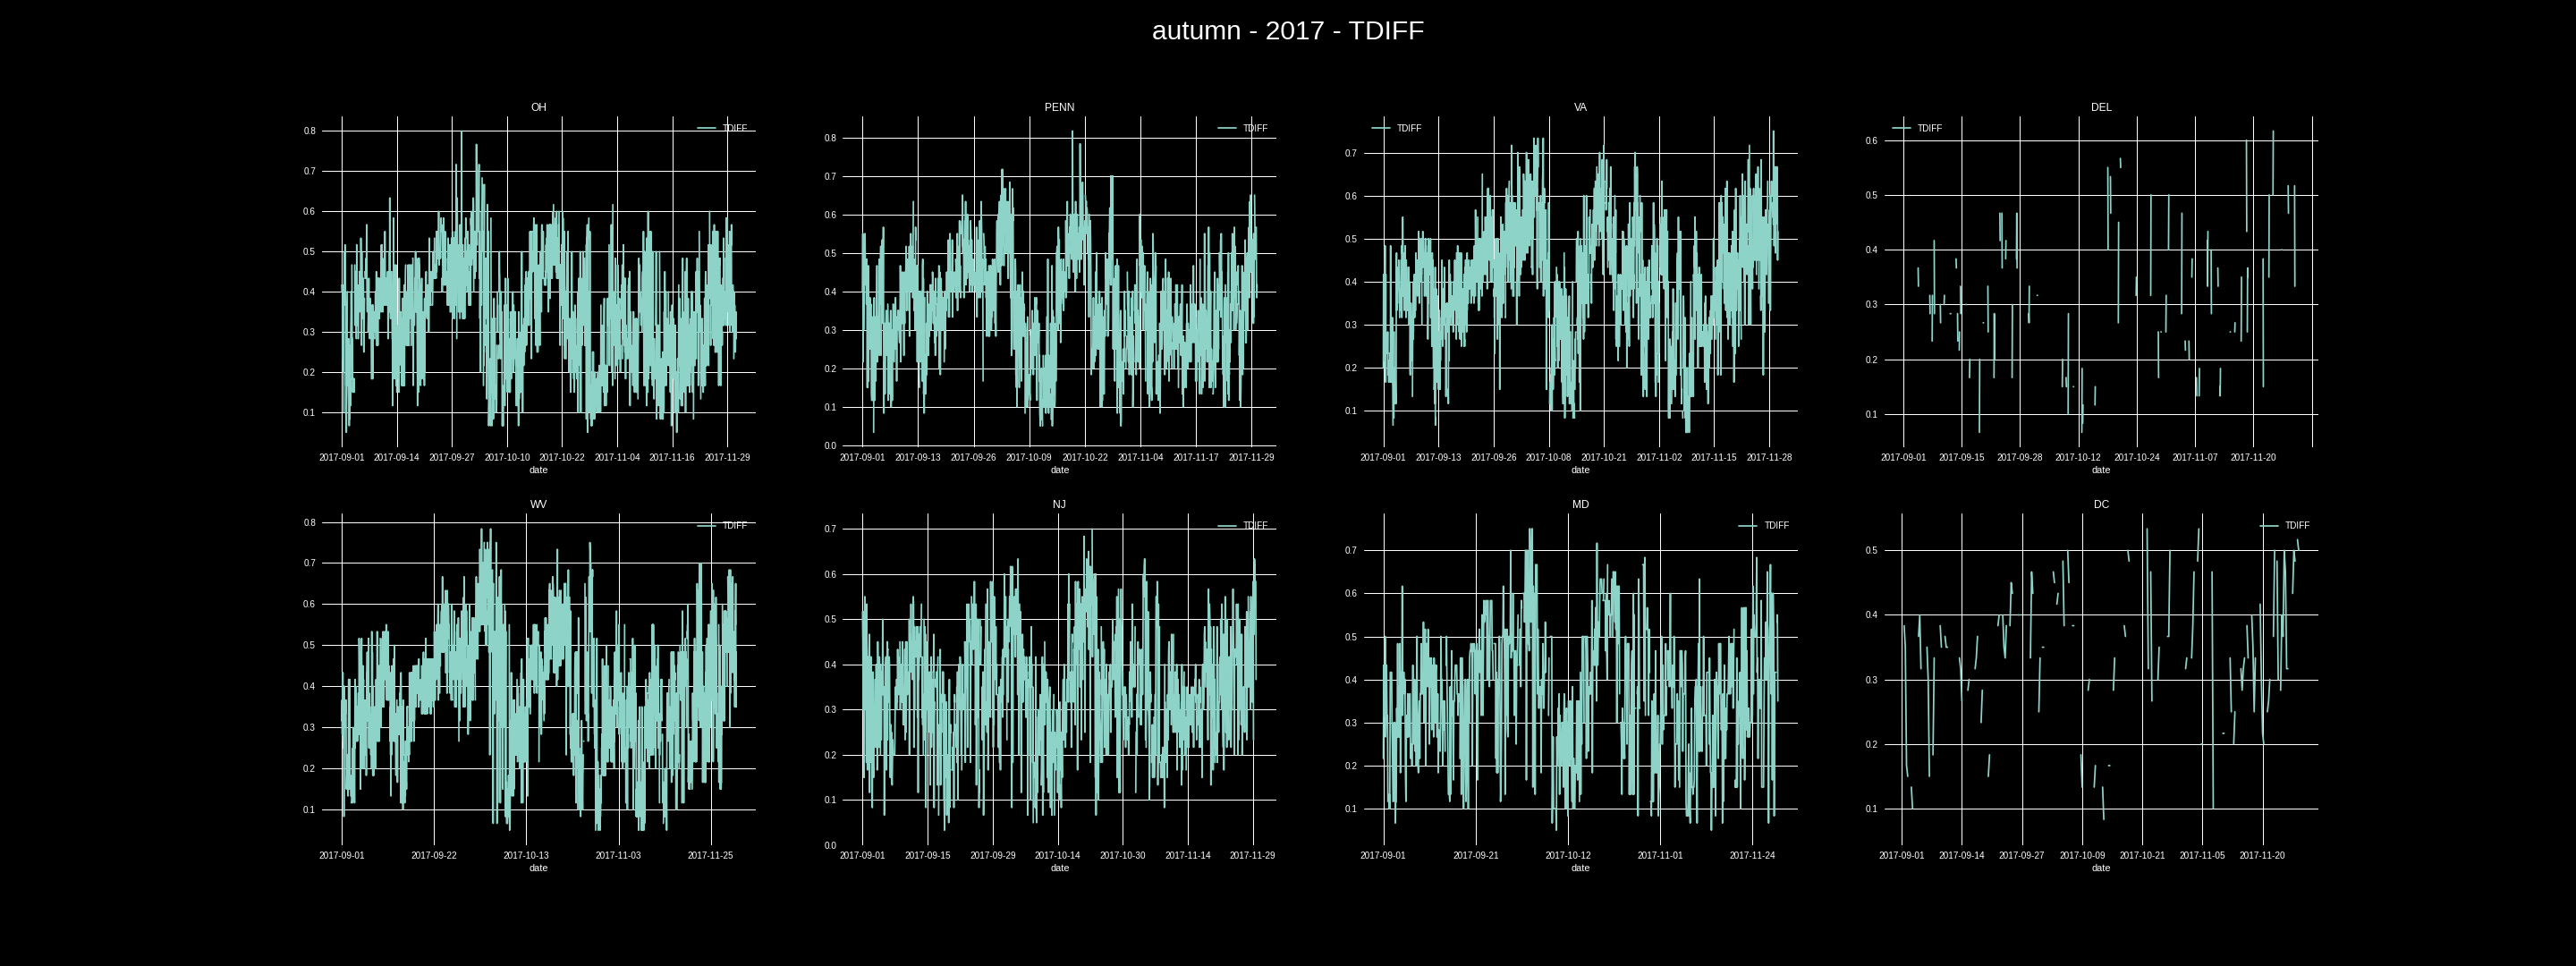 autumn - 2017 - TDIFF
OH
TDIFF
0.8
0.7
0.6
0.5
0.4
0.3
0.2
0.1
2017-09-01 2017-09-14 2017-09-27 2017-10-10 2017-10-22 2017-11-04 2017-11-16 2017-11-29
date
PENN
TDIFF
0.8
0.7
0.6
0.5
0.4
0.3
0.2
0.1
0.0
2017-09-01 2017-09-13 2017-09-26 2017-10-09 2017-10-22 2017-11-04 2017-11-17 2017-11-29
date
VA
TDIFF
0.7
0.6
0.5
0.4
0.3
0.2
0.1
2017-09-01 2017-09-13 2017-09-26 2017-10-08 2017-10-21 2017-11-02 2017-11-15 2017-11-28
date
DEL
TDIFF
0.6
0.5
0.4
0.3
0.2
0.1
2017-09-01 2017-09-15 2017-09-28 2017-10-12 2017-10-24 2017-11-07 2017-11-20
date
WV
TDIFF
0.8
0.7
0.6
0.5
0.4
0.3
0.2
0.1
2017-09-01 2017-09-22 2017-10-13 2017-11-03 2017-11-25
date
NJ
TDIFF
0.7
0.6
0.5
0.4
0.3
0.2
0.1
0.0
2017-09-01 2017-09-15 2017-09-29 2017-10-14 2017-10-30 2017-11-14 2017-11-29
date
MD
TDIFF
0.7
0.6
0.5
0.4
0.3
0.2
0.1
2017-09-01 2017-09-21 2017-10-12 2017-11-01 2017-11-24
date
DC
TDIFF
0.5
0.4
0.3
0.2
0.1
2017-09-01 2017-09-14 2017-09-27 2017-10-09 2017-10-21 2017-11-05 2017-11-20
date